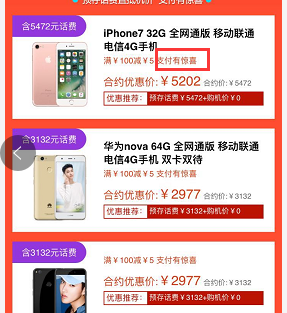 含5472元话费
iPhone7 32G 全网通版 移动联通
电信4G手机
满￥100减￥5 支付有惊喜
合约优惠价:￥5202 合约价:￥5472
优惠推荐: 预存话费￥5472+购机价￥0
含3132元话费
华为nova 64G 全网通版 移动联通
电信4G手机 双卡双待
满￥100减￥5 支付有惊喜
合约优惠价:￥2977 合约价:￥3132
优惠推荐: 预存话费￥3132+购机价￥0
含3132元话费
满￥100减￥5 支付有惊喜
合约优惠价:￥2977 合约价:￥3132
优惠推荐: 预存话费￥3132+购机价￥0